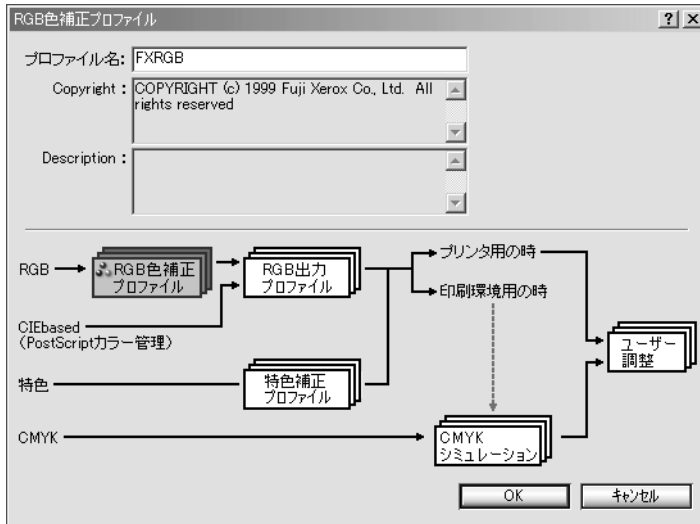 RGB色補正プロファイル
プロファイル名:
FXRGB
Copyright :
COPYRIGHT (c) 1999 Fuji Xerox Co., Ltd. All
rights reserved
Description :
RGB
RGB色補正
プロファイル
RGB出力
プロファイル
プリンタ用の時
印刷環境用の時
CIEbased
(PostScriptカラー管理)
ユーザー
調整
特色
特色補正
プロファイル
CMYK
CMYK
シミュレーション
OK
キャンセル